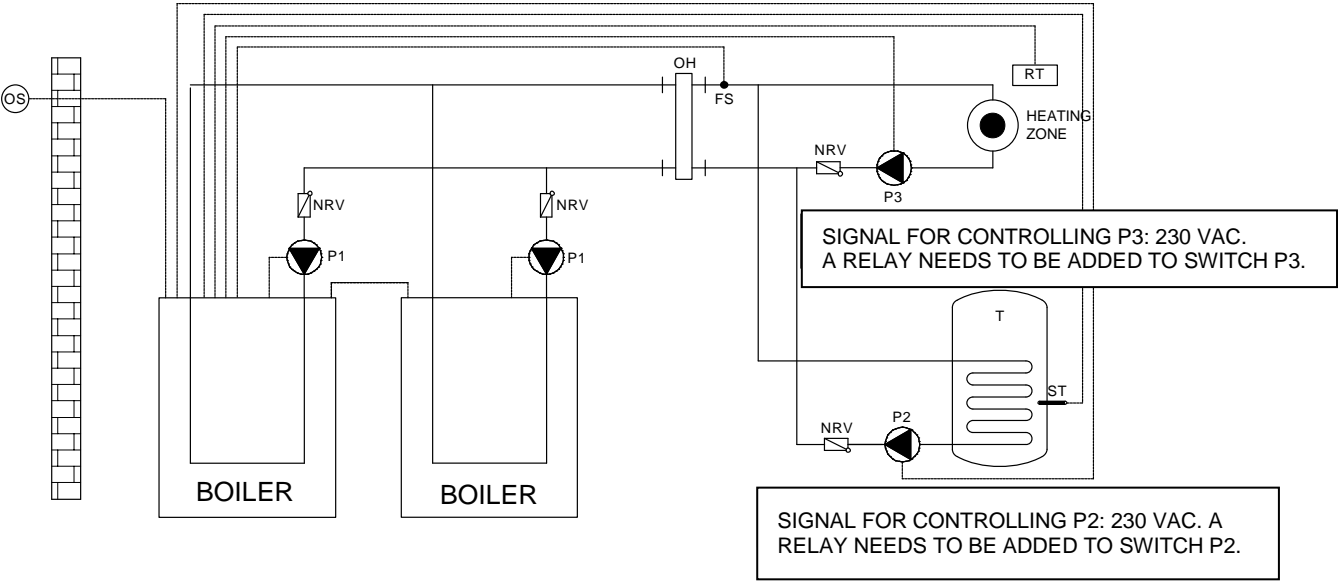 OH
RT
OS
FS
HEATING
ZONE
NRV
P3
NRV
NRV
P1
P1
SIGNAL FOR CONTROLLING P3: 230 VAC.
A RELAY NEEDS TO BE ADDED TO SWITCH P3.
T
ST
P2
NRV
BOILER
BOILER
SIGNAL FOR CONTROLLING P2: 230 VAC. A
RELAY NEEDS TO BE ADDED TO SWITCH P2.